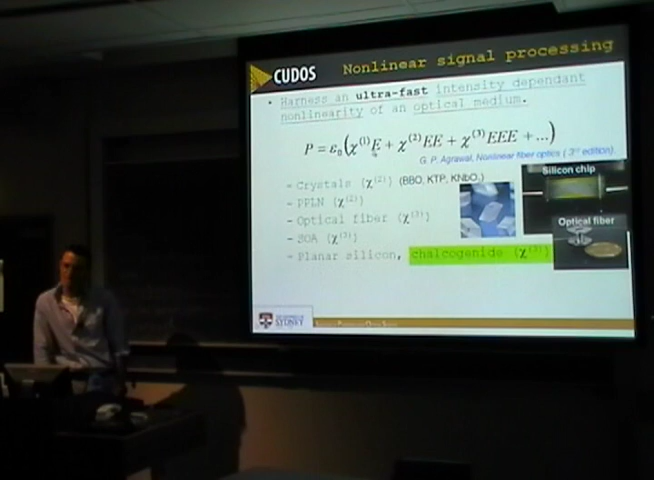 CUDOS
Nonlinear signal processing
• Harness an ultra-fast intensity dependant
nonlinearity of an optical medium.
P = ε₀(χ⁽¹⁾E + χ⁽²⁾EE + χ⁽³⁾EEE + ...)
G. P. Agrawal, Nonlinear fiber optics ( 3rd edition).
– Crystals (χ⁽²⁾) (BBO, KTP, KNbO₃)
– PPLN (χ⁽²⁾)
– Optical fiber (χ⁽³⁾)
– SOA (χ⁽³⁾)
– Planar silicon, chalcogenide (χ⁽³⁾)
Silicon chip
Optical fiber
SYDNEY